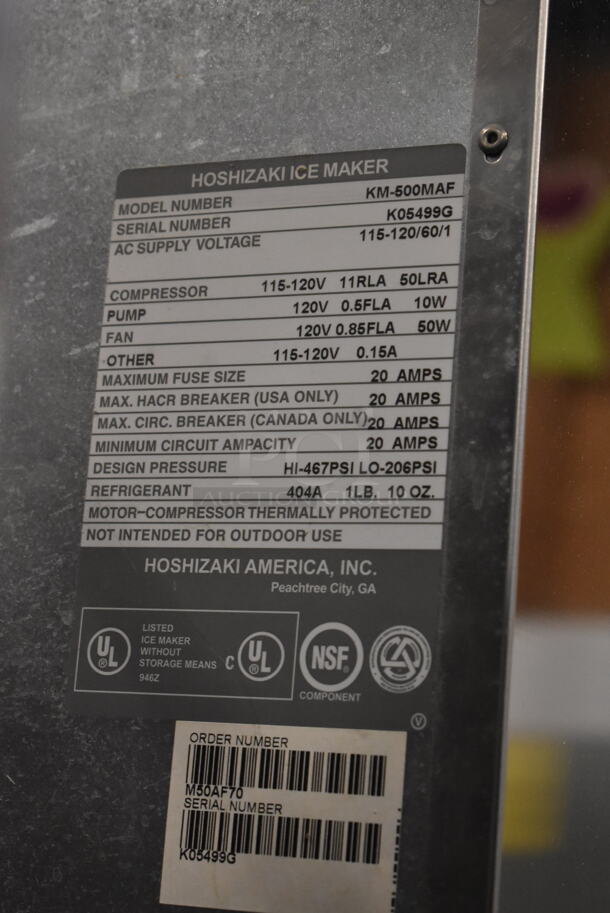 HOSHIZAKI ICE MAKER
MODEL NUMBER KM-500MAF
SERIAL NUMBER K05499G
AC SUPPLY VOLTAGE 115-120/60/1
COMPRESSOR 115-120V 11RLA 50LRA
PUMP 120V 0.5FLA 10W
FAN 120V 0.85FLA 50W
OTHER 115-120V 0.15A
MAXIMUM FUSE SIZE 20 AMPS
MAX. HACR BREAKER (USA ONLY) 20 AMPS
MAX. CIRC. BREAKER (CANADA ONLY) 20 AMPS
MINIMUM CIRCUIT AMPACITY 20 AMPS
DESIGN PRESSURE HI-467PSI LO-206PSI
REFRIGERANT 404A 1LB. 10 OZ.
MOTOR-COMPRESSOR THERMALLY PROTECTED
NOT INTENDED FOR OUTDOOR USE
HOSHIZAKI AMERICA, INC.
Peachtree City, GA
UL ®
LISTED
ICE MAKER
WITHOUT
STORAGE MEANS
946Z
C UL ®
NSF ®
COMPONENT
V
ORDER NUMBER
M50AF70
SERIAL NUMBER
K05499G